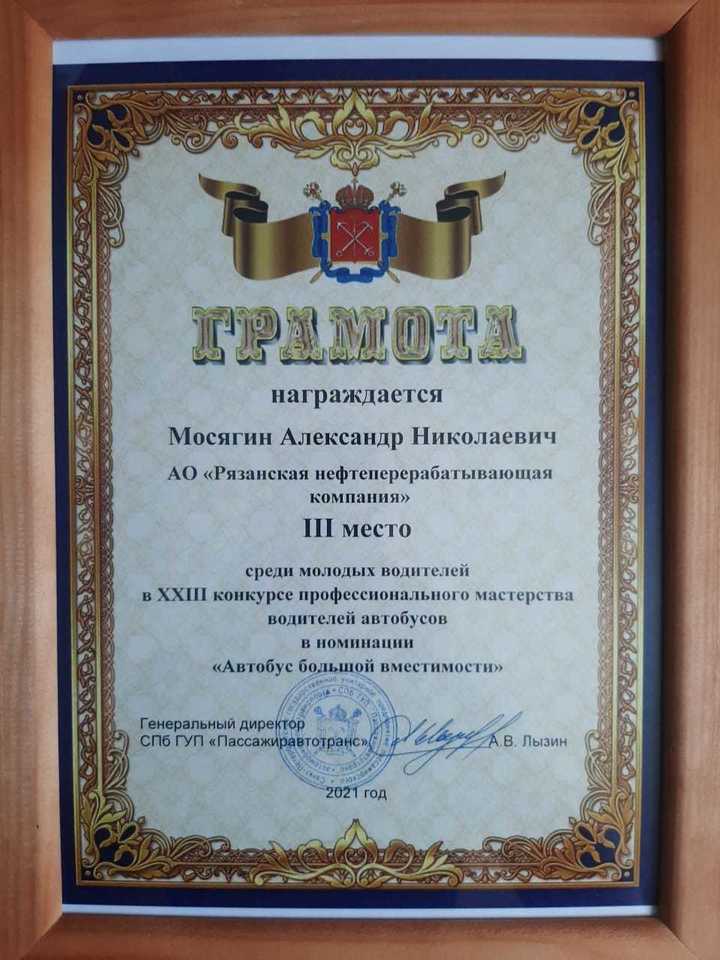 ГРАМОТА
награждается
Мосягин Александр Николаевич
АО «Рязанская нефтеперерабатывающая
компания»
III место
среди молодых водителей
в XXIII конкурсе профессионального мастерства
водителей автобусов
в номинации
«Автобус большой вместимости»
Генеральный директор
СПб ГУП «Пассажиравтотранс»
А.В. Лызин
2021 год